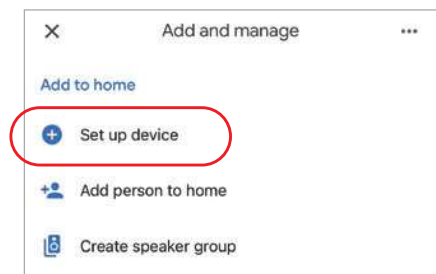 Add and manage
Add to home
Set up device
Add person to home
Create speaker group